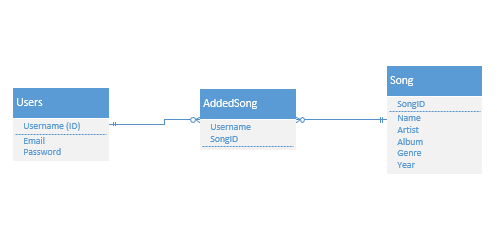 Users
Username (ID)
Email
Password
AddedSong
Username
SongID
Song
SongID
Name
Artist
Album
Genre
Year